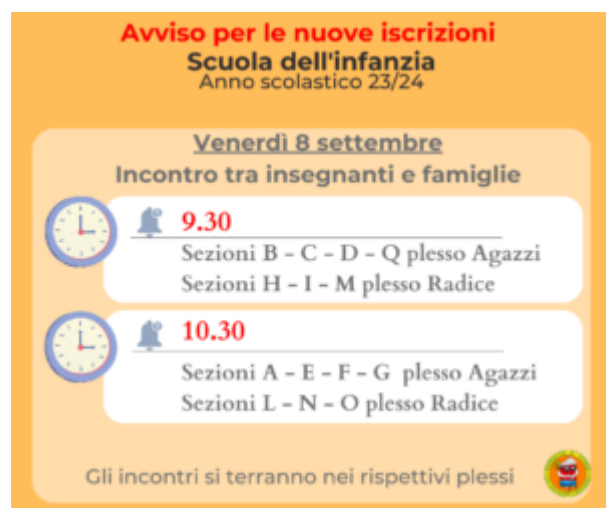 Avviso per le nuove iscrizioni
Scuola dell'infanzia
Anno scolastico 23/24
Venerdì 8 settembre
Incontro tra insegnanti e famiglie
9.30
Sezioni B - C - D - Q plesso Agazzi
Sezioni H - I - M plesso Radice
10.30
Sezioni A - E - F - G plesso Agazzi
Sezioni L - N - O plesso Radice
Gli incontri si terranno nei rispettivi plessi